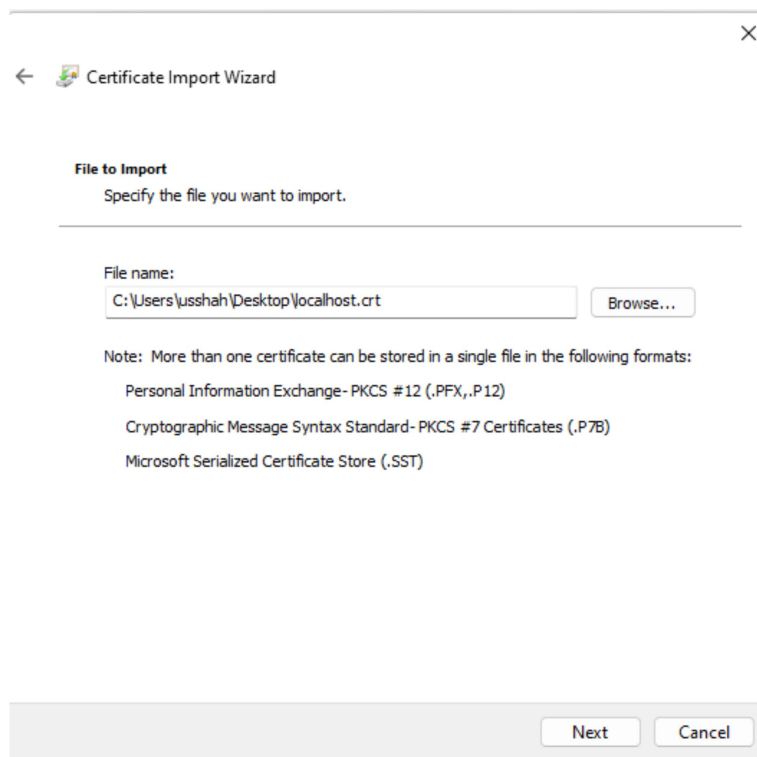 Certificate Import Wizard
File to Import
Specify the file you want to import.
File name:
C:\Users\usshah\Desktop\localhost.crt
Browse...
Note: More than one certificate can be stored in a single file in the following formats:
Personal Information Exchange- PKCS #12 (.PFX,.P12)
Cryptographic Message Syntax Standard- PKCS #7 Certificates (.P7B)
Microsoft Serialized Certificate Store (.SST)
Next
Cancel